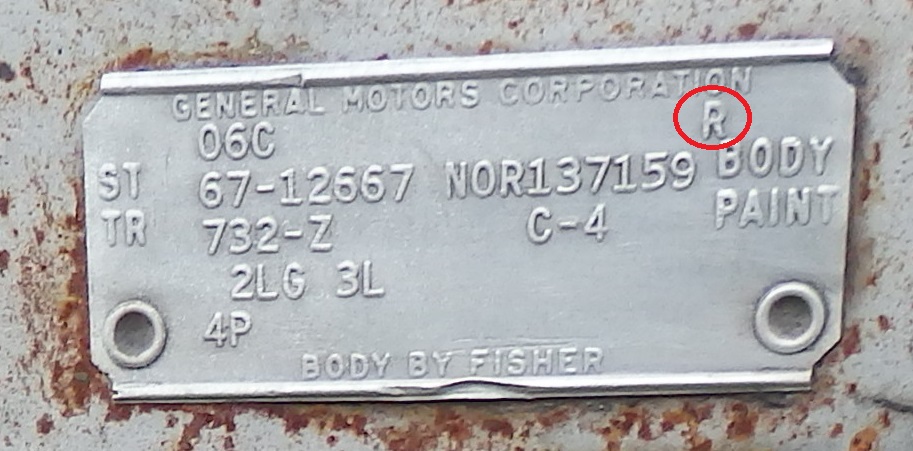 GENERAL MOTORS CORPORATION
06C R
ST 67-12667 NOR137159 BODY
TR 732-Z C-4 PAINT
2LG 3L
4P
BODY BY FISHER